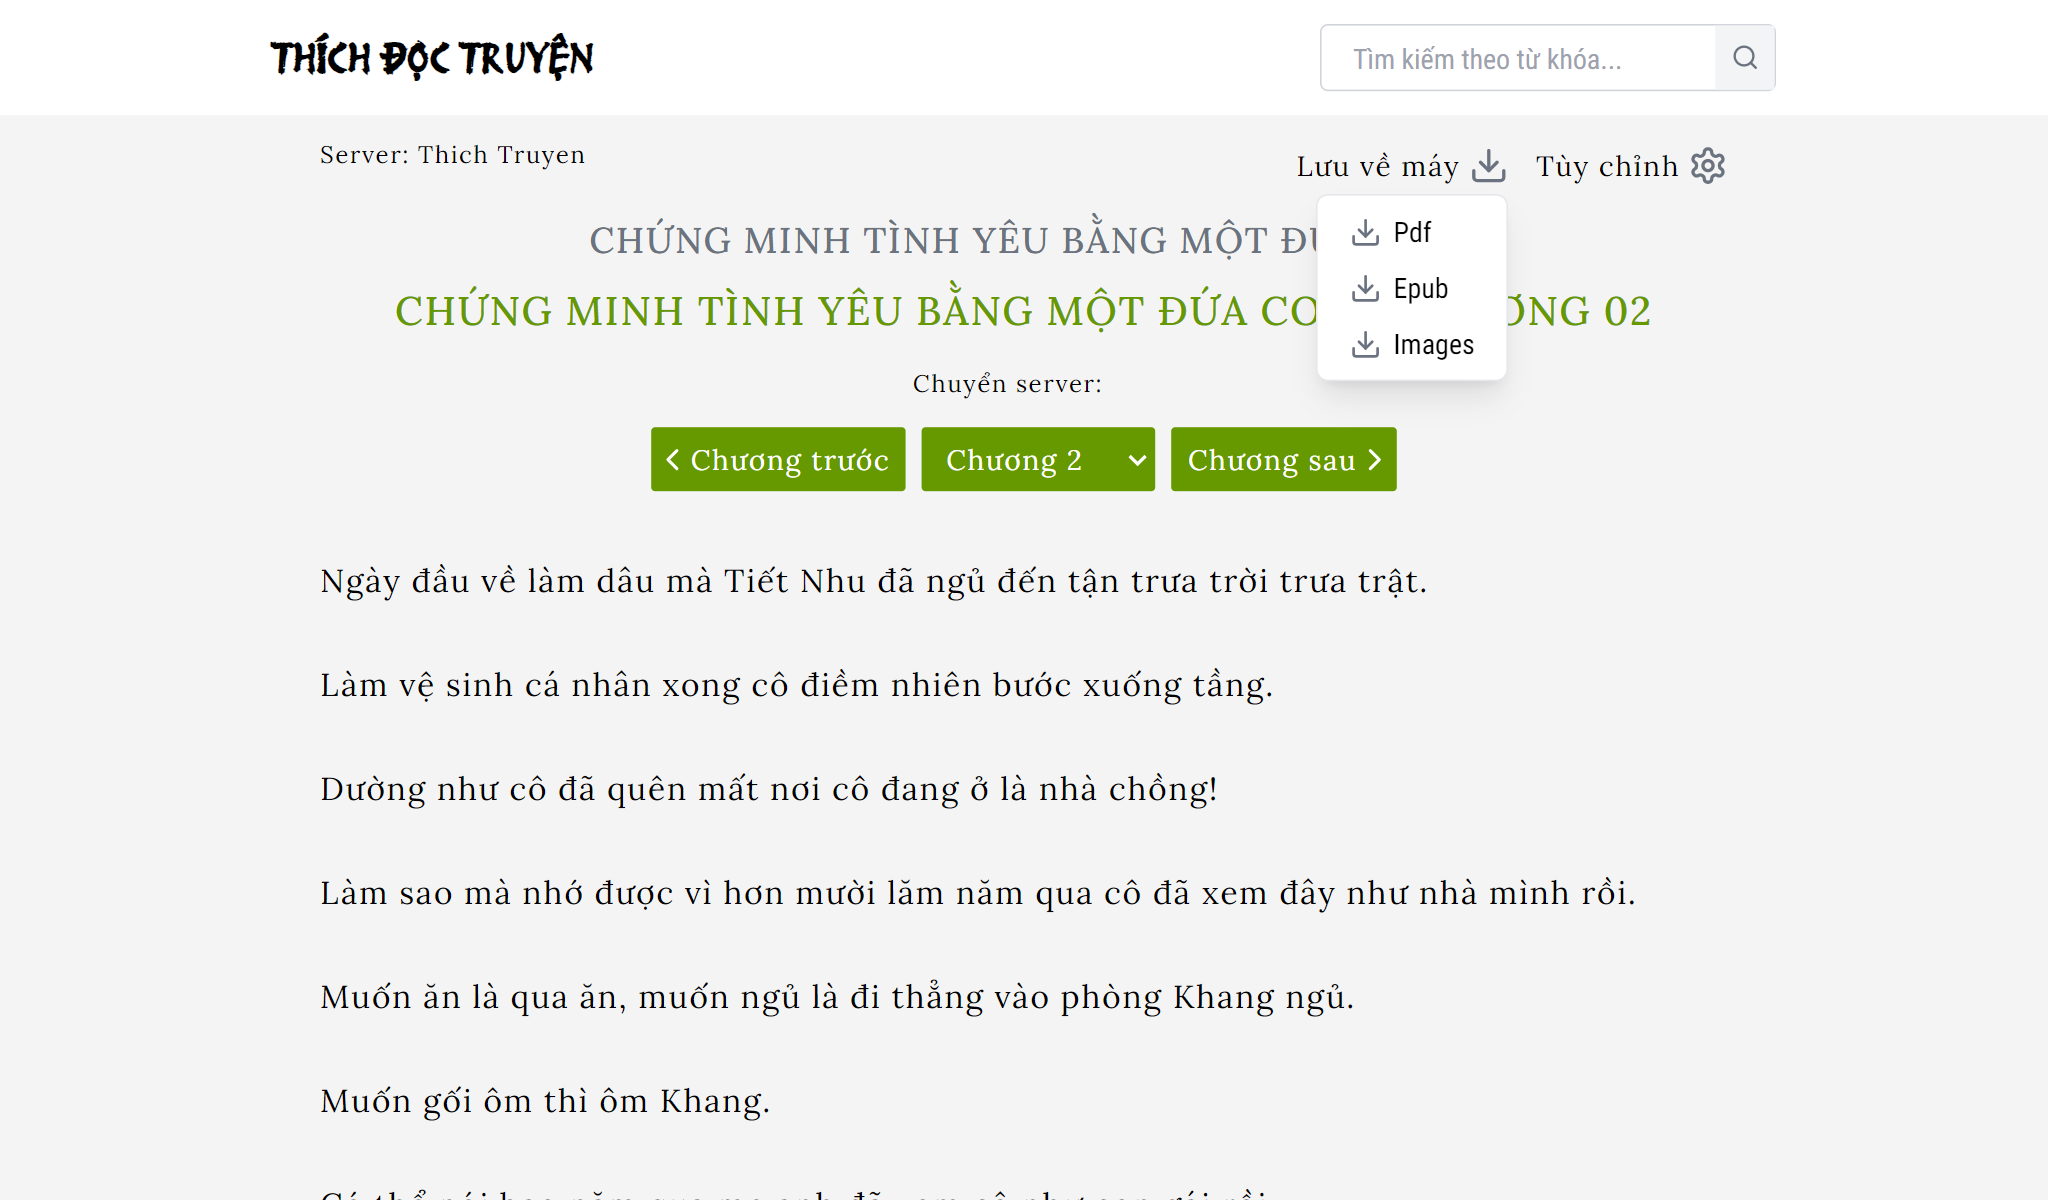 THÍCH ĐỌC TRUYỆN
Tìm kiếm theo từ khóa...
Server: Thich Truyen
Lưu về máy
Tùy chỉnh
Pdf
Epub
Images
CHỨNG MINH TÌNH YÊU BẰNG MỘT
CHỨNG MINH TÌNH YÊU BẰNG MỘT ĐỨA 02
Chuyển server:
Chương trước
Chương 2
Chương sau
Ngày đầu về làm dâu mà Tiết Nhu đã ngủ đến tận trưa trời trưa trật.
Làm vệ sinh cá nhân xong cô điềm nhiên bước xuống tầng.
Dường như cô đã quên mất nơi cô đang ở là nhà chồng!
Làm sao mà nhớ được vì hơn mười lăm năm qua cô đã xem đây như nhà mình rồi.
Muốn ăn là qua ăn, muốn ngủ là đi thẳng vào phòng Khang ngủ.
Muốn gối ôm thì ôm Khang.